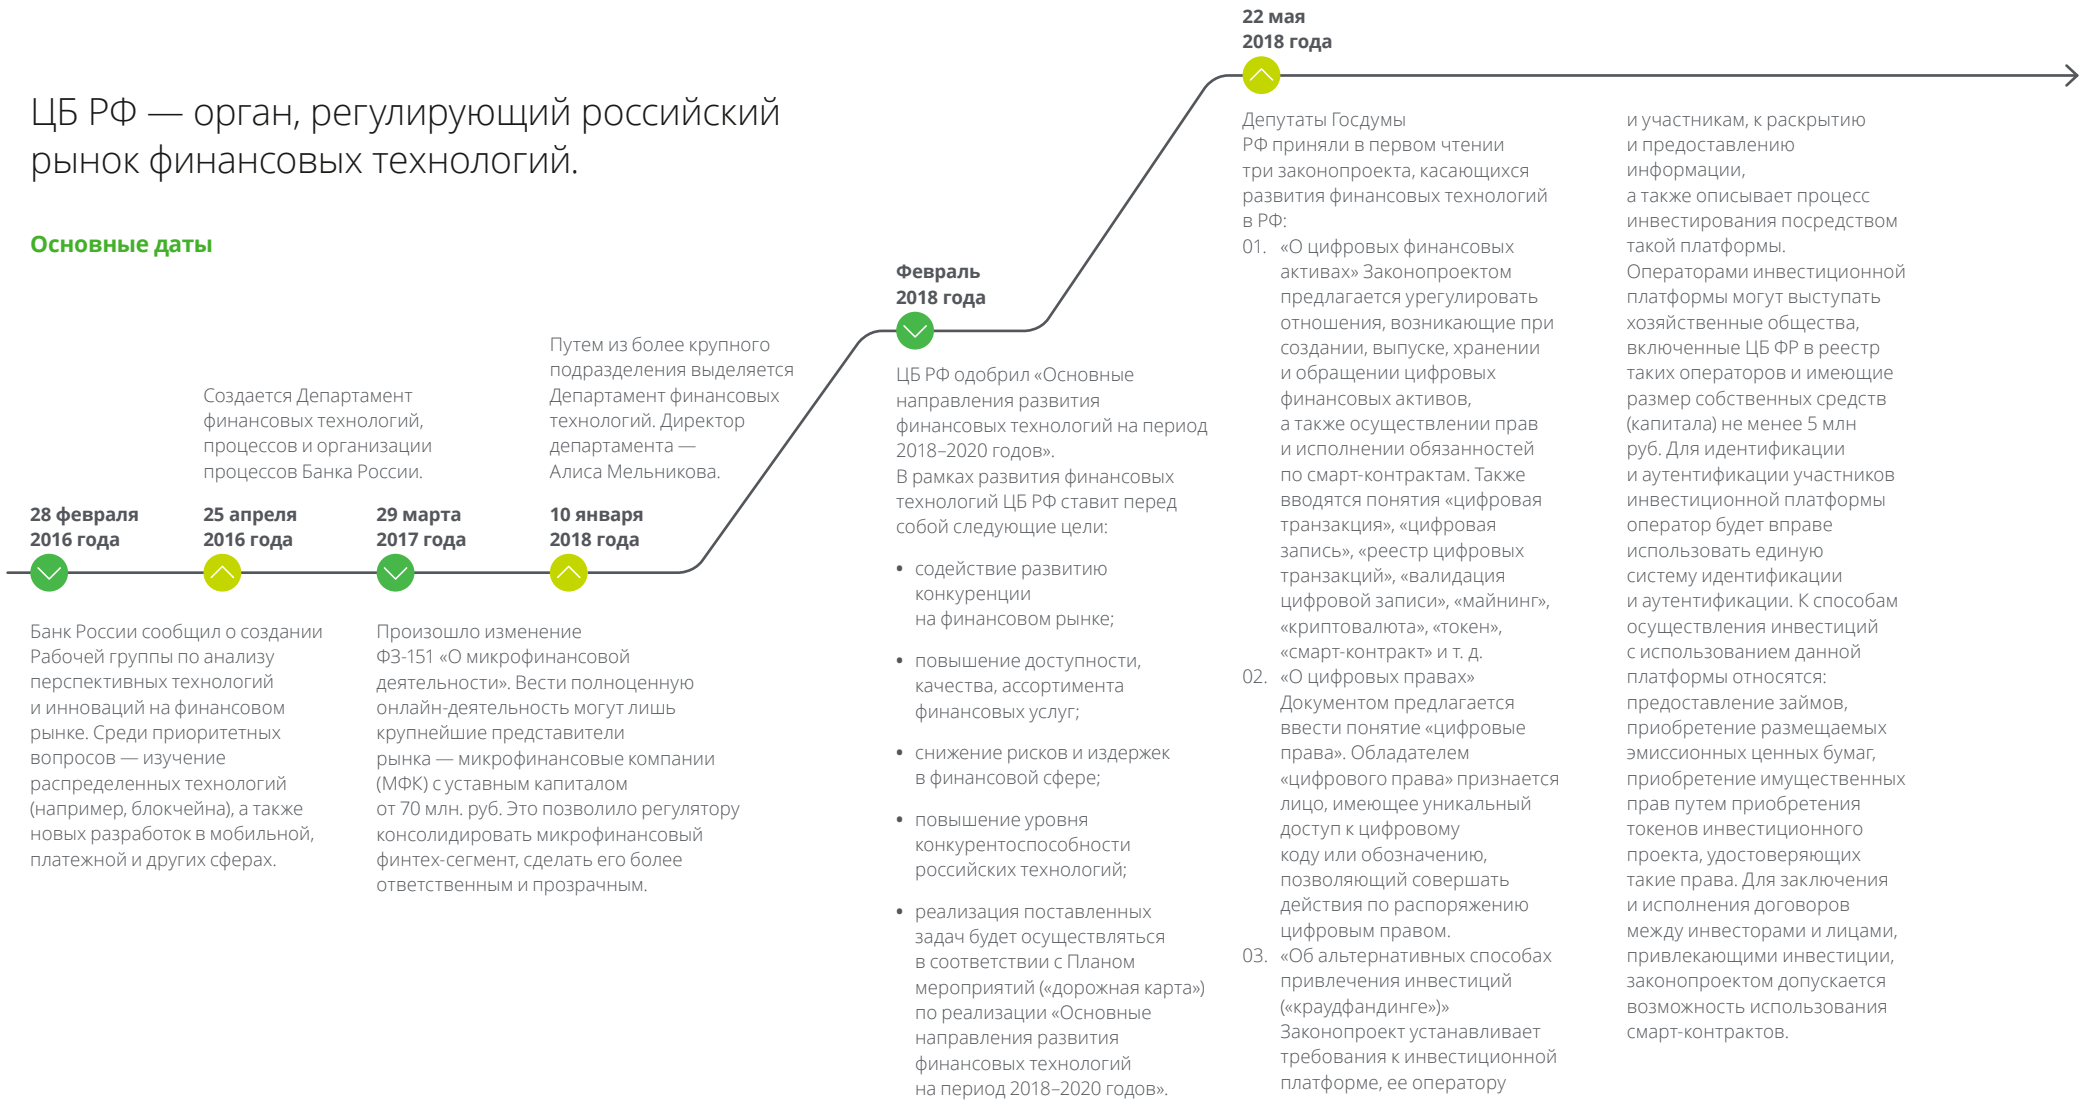 ЦБ РФ — орган, регулирующий российский
рынок финансовых технологий.
Основные даты
28 февраля
2016 года
Банк России сообщил о создании
Рабочей группы по анализу
перспективных технологий
и инноваций на финансовом
рынке. Среди приоритетных
вопросов — изучение
распределенных технологий
(например, блокчейна), а также
новых разработок в мобильной,
платежной и других сферах.
Создается Департамент
финансовых технологий,
процессов и организации
процессов Банка России.
25 апреля
2016 года
29 марта
2017 года
Произошло изменение
ФЗ-151 «О микрофинансовой
деятельности». Вести полноценную
онлайн-деятельность могут лишь
крупнейшие представители
рынка — микрофинансовые компании
(МФК) с уставным капиталом
от 70 млн. руб. Это позволило регулятору
консолидировать микрофинансовый
финтех-сегмент, сделать его более
ответственным и прозрачным.
Путем из более крупного
подразделения выделяется
Департамент финансовых
технологий. Директор
департамента —
Алиса Мельникова.
10 января
2018 года
Февраль
2018 года
ЦБ РФ одобрил «Основные
направления развития
финансовых технологий на период
2018–2020 годов».
В рамках развития финансовых
технологий ЦБ РФ ставит перед
собой следующие цели:
• содействие развитию
конкуренции
на финансовом рынке;
• повышение доступности,
качества, ассортимента
финансовых услуг;
• снижение рисков и издержек
в финансовой сфере;
• повышение уровня
конкурентоспособности
российских технологий;
• реализация поставленных
задач будет осуществляться
в соответствии с Планом
мероприятий («дорожная карта»)
по реализации «Основные
направления развития
финансовых технологий
на период 2018–2020 годов».
22 мая
2018 года
Депутаты Госдумы
РФ приняли в первом чтении
три законопроекта, касающихся
развития финансовых технологий
в РФ:
01. «О цифровых финансовых
активах» Законопроектом
предлагается урегулировать
отношения, возникающие при
создании, выпуске, хранении
и обращении цифровых
финансовых активов,
а также осуществлении прав
и исполнении обязанностей
по смарт-контрактам. Также
вводятся понятия «цифровая
транзакция», «цифровая
запись», «реестр цифровых
транзакций», «валидация
цифровой записи», «майнинг»,
«криптовалюта», «токен»,
«смарт-контракт» и т. д.
02. «О цифровых правах»
Документом предлагается
ввести понятие «цифровые
права». Обладателем
«цифрового права» признается
лицо, имеющее уникальный
доступ к цифровому
коду или обозначению,
позволяющий совершать
действия по распоряжению
цифровым правом.
03. «Об альтернативных способах
привлечения инвестиций
(«краудфандинге»)»
Законопроект устанавливает
требования к инвестиционной
платформе, ее оператору
и участникам, к раскрытию
и предоставлению
информации,
а также описывает процесс
инвестирования посредством
такой платформы.
Операторами инвестиционной
платформы могут выступать
хозяйственные общества,
включенные ЦБ ФР в реестр
таких операторов и имеющие
размер собственных средств
(капитала) не менее 5 млн
руб. Для идентификации
и аутентификации участников
инвестиционной платформы
оператор будет вправе
использовать единую
систему идентификации
и аутентификации. К способам
осуществления инвестиций
с использованием данной
платформы относятся:
предоставление займов,
приобретение размещаемых
эмиссионных ценных бумаг,
приобретение имущественных
прав путем приобретения
токенов инвестиционного
проекта, удостоверяющих
такие права. Для заключения
и исполнения договоров
между инвесторами и лицами,
привлекающими инвестиции,
законопроектом допускается
возможность использования
смарт-контрактов.